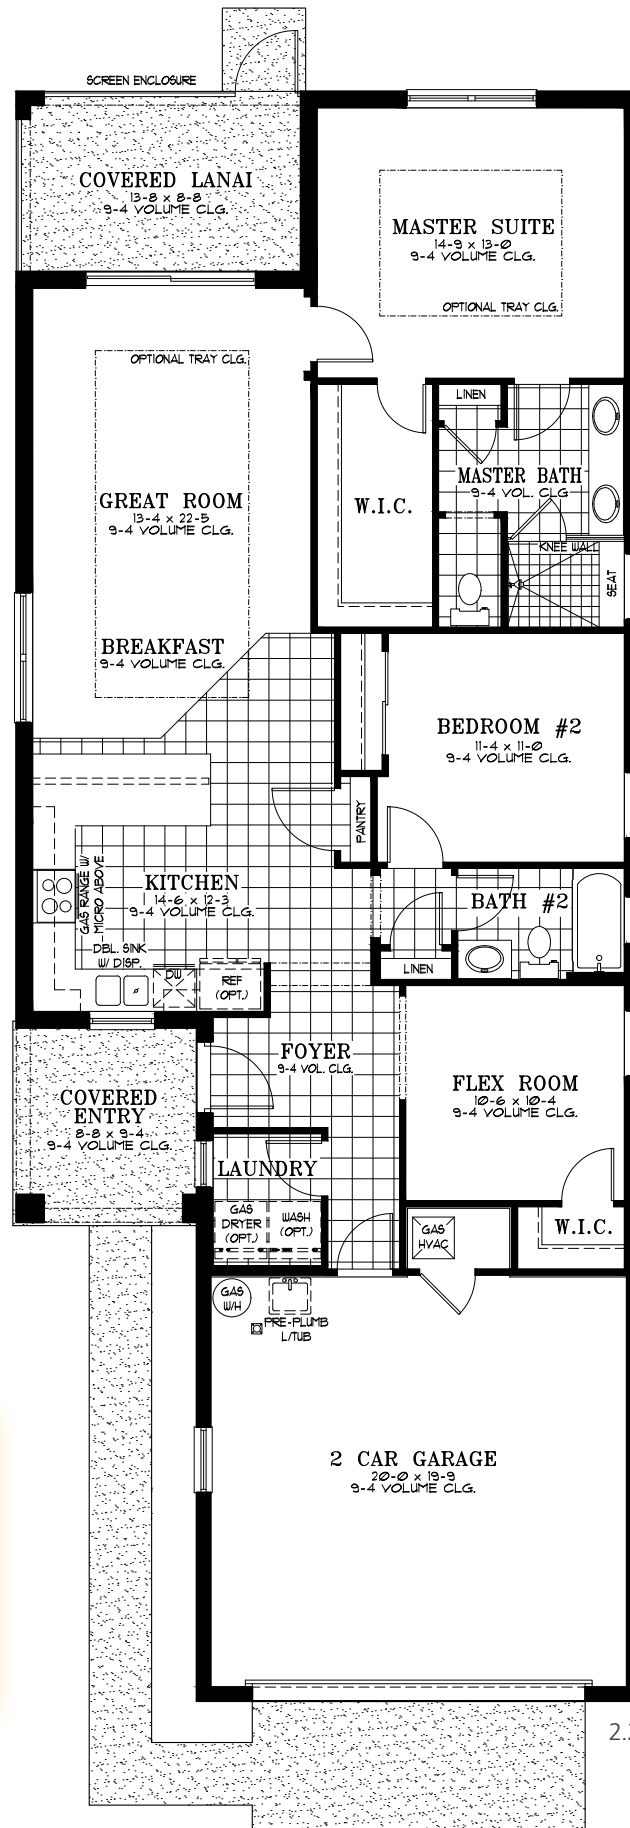 SCREEN ENCLOSURE
COVERED LANAI
13-8 x 8-8
9-4 VOLUME CLG.
MASTER SUITE
14-9 x 13-0
9-4 VOLUME CLG.
OPTIONAL TRAY CLG.
OPTIONAL TRAY CLG.
LINEN
GREAT ROOM
13-4 x 22-5
9-4 VOLUME CLG.
W.I.C.
MASTER BATH
9-4 VOL. CLG
KNEE WALL
SEAT
BREAKFAST
9-4 VOLUME CLG.
BEDROOM #2
11-4 x 11-0
9-4 VOLUME CLG.
PANTRY
GAS RANGE W/
MICRO ABOVE
KITCHEN
14-6 x 12-3
9-4 VOLUME CLG.
BATH #2
DBL. SINK
W/ DISP.
DW
REF
(OPT.)
LINEN
FOYER
9-4 VOL. CLG.
COVERED
ENTRY
8-8 x 9-4
9-4 VOLUME CLG.
FLEX ROOM
10-6 x 10-4
9-4 VOLUME CLG.
LAUNDRY
GAS
DRYER
(OPT.)
WASH
(OPT.)
GAS
HVAC
W.I.C.
GAS
W/H
PRE-PLUMB
L/TUB
2 CAR GARAGE
20-0 x 19-9
9-4 VOLUME CLG.